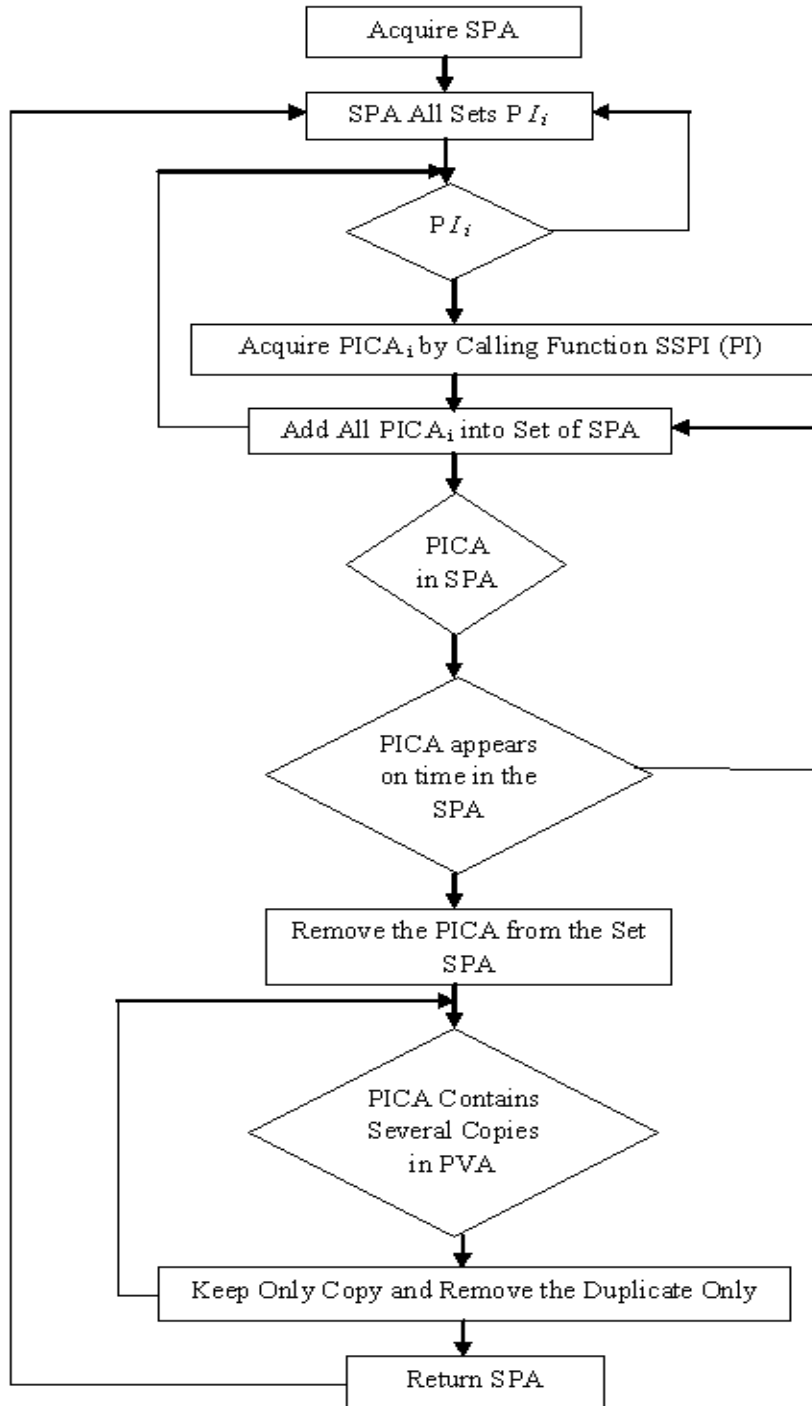 Acquire SPA
SPA All Sets P I_i
P I_i
Acquire PICA_i by Calling Function SSPI (PI)
Add All PICA_i into Set of SPA
PICA
in SPA
PICA appears
on time in the
SPA
Remove the PICA from the Set
SPA
PICA Contains
Several Copies
in PVA
Keep Only Copy and Remove the Duplicate Only
Return SPA